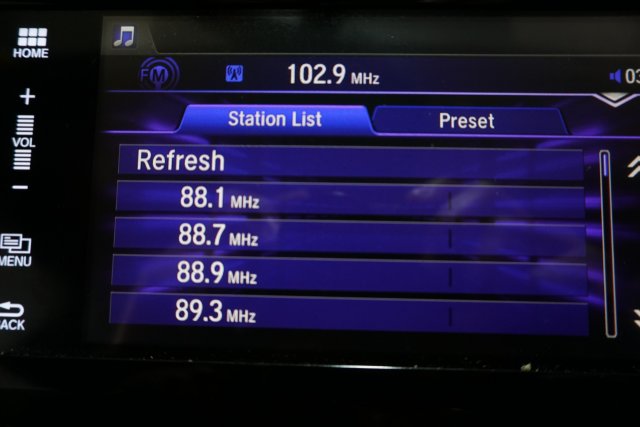 HOME
+
VOL
-
MENU
BACK
FM
102.9 MHz
03
Station List
Preset
Refresh
88.1 MHz
88.7 MHz
88.9 MHz
89.3 MHz